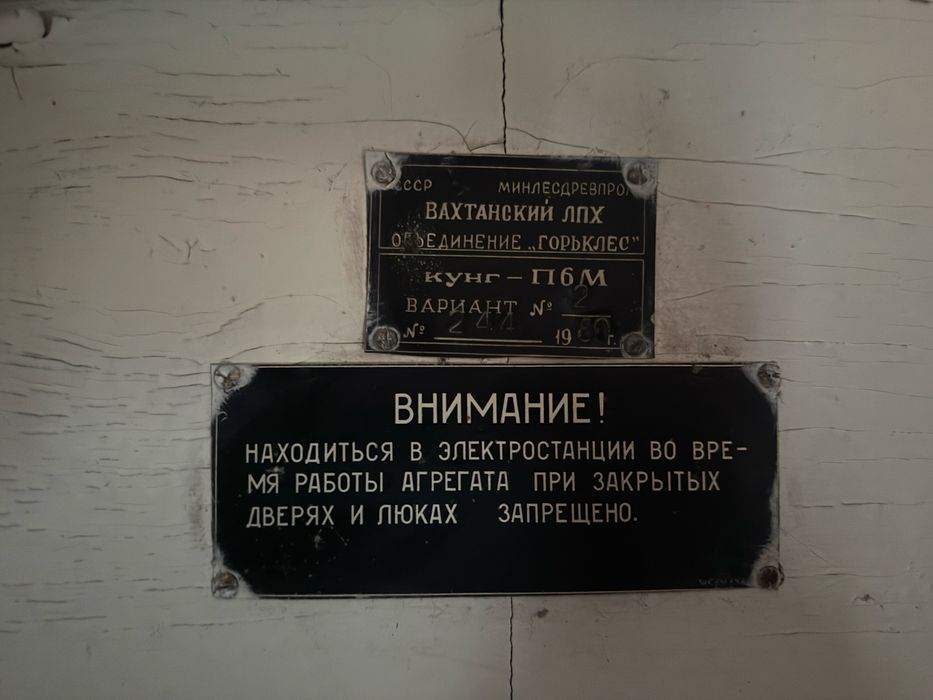 СССР МИНЛЕСДРЕВПРОМ
ВАХТАНСКИЙ ЛПХ
ОБЪЕДИНЕНИЕ „ГОРЬКЛЕС"
КУНГ – П6М
ВАРИАНТ № 2
№ 244 19 г.
ВНИМАНИЕ!
НАХОДИТЬСЯ В ЭЛЕКТРОСТАНЦИИ ВО ВРЕ-
МЯ РАБОТЫ АГРЕГАТА ПРИ ЗАКРЫТЫХ
ДВЕРЯХ И ЛЮКАХ ЗАПРЕЩЕНО.